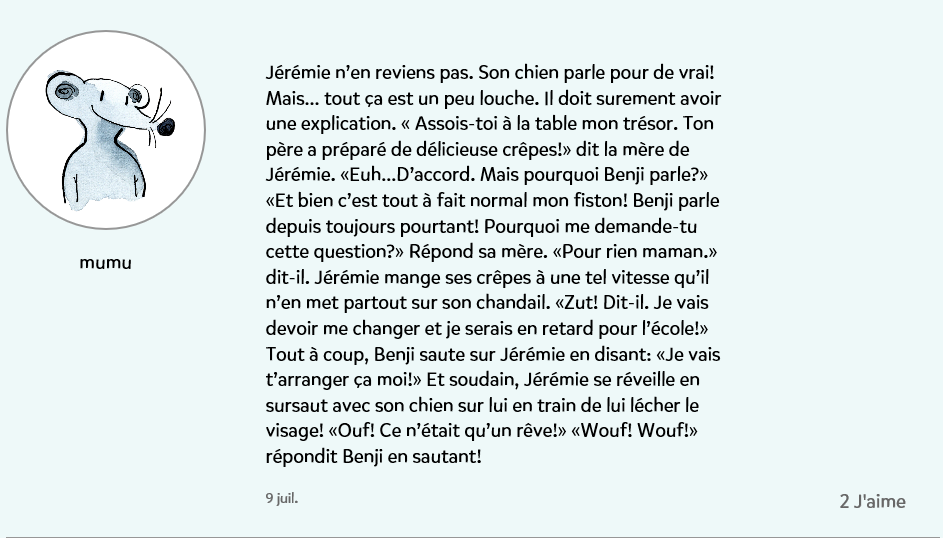 Jérémie n'en reviens pas. Son chien parle pour de vrai!
Mais... tout ça est un peu louche. Il doit surement avoir
une explication. « Assois-toi à la table mon trésor. Ton
père a préparé de délicieuse crêpes!» dit la mère de
Jérémie. «Euh...D'accord. Mais pourquoi Benji parle?»
«Et bien c'est tout à fait normal mon fiston! Benji parle
depuis toujours pourtant! Pourquoi me demande-tu
cette question?» Répond sa mère. «Pour rien maman.»
dit-il. Jérémie mange ses crêpes à une tel vitesse qu'il
n'en met partout sur son chandail. «Zut! Dit-il. Je vais
devoir me changer et je serais en retard pour l'école!»
Tout à coup, Benji saute sur Jérémie en disant: «Je vais
t'arranger ça moi!» Et soudain, Jérémie se réveille en
sursaut avec son chien sur lui en train de lui lécher le
visage! «Ouf! Ce n'était qu'un rêve!» «Wouf! Wouf!»
répondit Benji en sautant!
mumu
9 juil.
2 J'aime